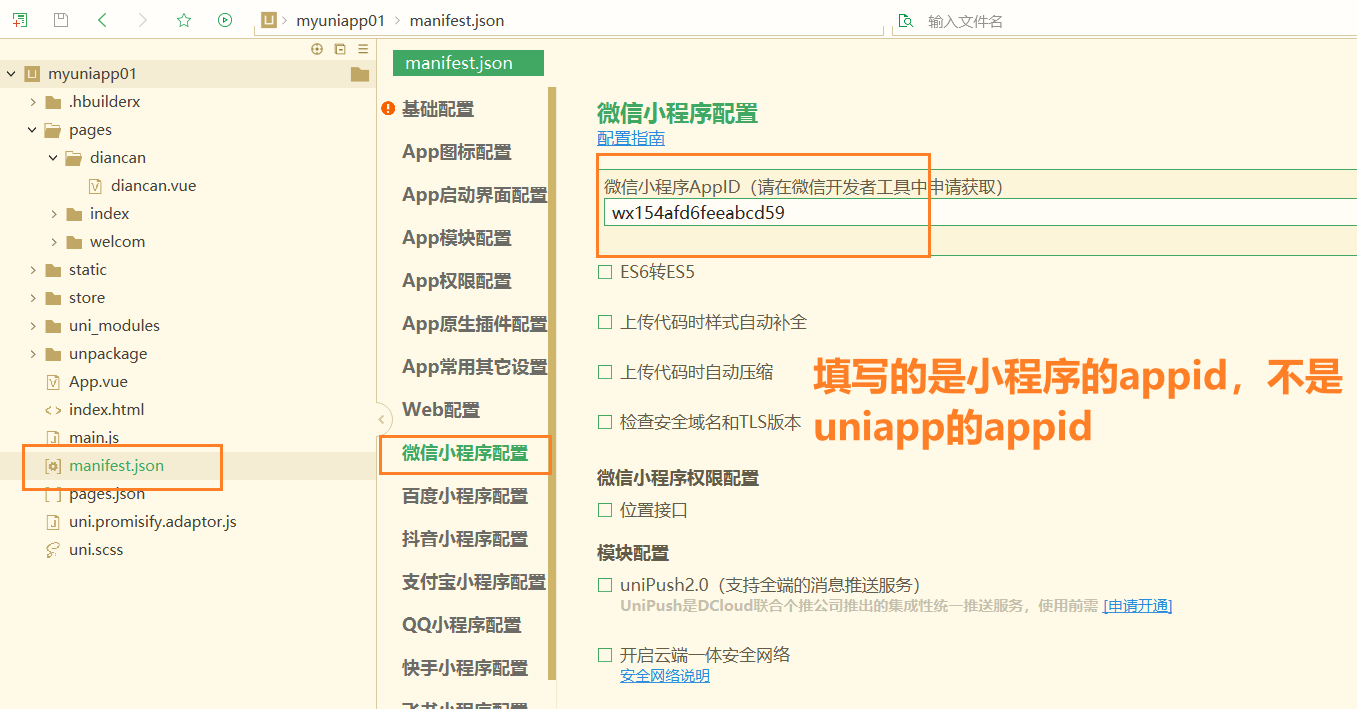 myuniapp01
manifest.json
输入文件名
myuniapp01
.hbuilderx
pages
diancan
diancan.vue
index
welcom
static
store
uni_modules
unpackage
App.vue
index.html
main.js
manifest.json
pages.json
uni.promisify.adaptor.js
uni.scss
manifest.json
基础配置
App图标配置
App启动界面配置
App模块配置
App权限配置
App原生插件配置
App常用其它设置
Web配置
微信小程序配置
百度小程序配置
抖音小程序配置
支付宝小程序配置
QQ小程序配置
快手小程序配置
飞书小程序配置
微信小程序配置
配置指南
微信小程序AppID（请在微信开发者工具中申请获取）
wx154afd6feeabcd59
ES6转ES5
上传代码时样式自动补全
上传代码时自动压缩
检查安全域名和TLS版本
填写的是小程序的appid，不是
uniapp的appid
微信小程序权限配置
位置接口
模块配置
uniPush2.0（支持全端的消息推送服务）
UniPush是DCloud联合个推公司推出的集成性统一推送服务，使用前需 [申请开通]
开启云端一体安全网络
安全网络说明